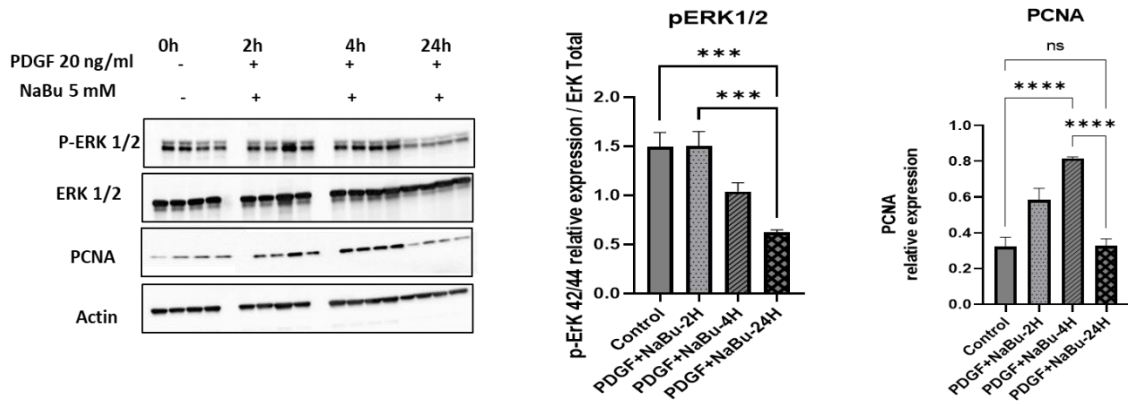 0h 2h 4h 24h
PDGF 20 ng/ml - + + +
NaBu 5 mM - + + +
P-ERK 1/2
ERK 1/2
PCNA
Actin
pERK1/2
***
***
p-ErK 42/44 relative expression / ErK Total
2.0
1.5
1.0
0.5
0.0
Control
PDGF+NaBu-2H
PDGF+NaBu-4H
PDGF+NaBu-24H
PCNA
ns
****
****
PCNA
relative expression
1.0
0.8
0.6
0.4
0.2
0.0
Control
PDGF+NaBu-2H
PDGF+NaBu-4H
PDGF+NaBu-24H